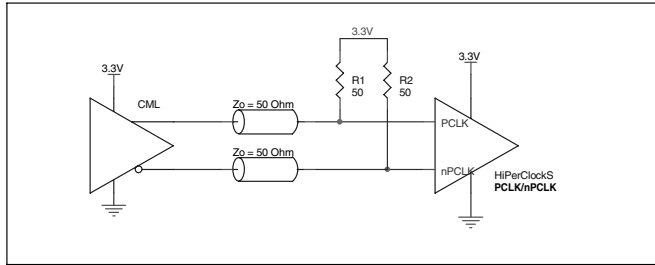 3.3V
3.3V
R1
50
R2
50
3.3V
CML
Zo = 50 Ohm
Zo = 50 Ohm
PCLK
nPCLK
HiPerClockS
PCLK/nPCLK